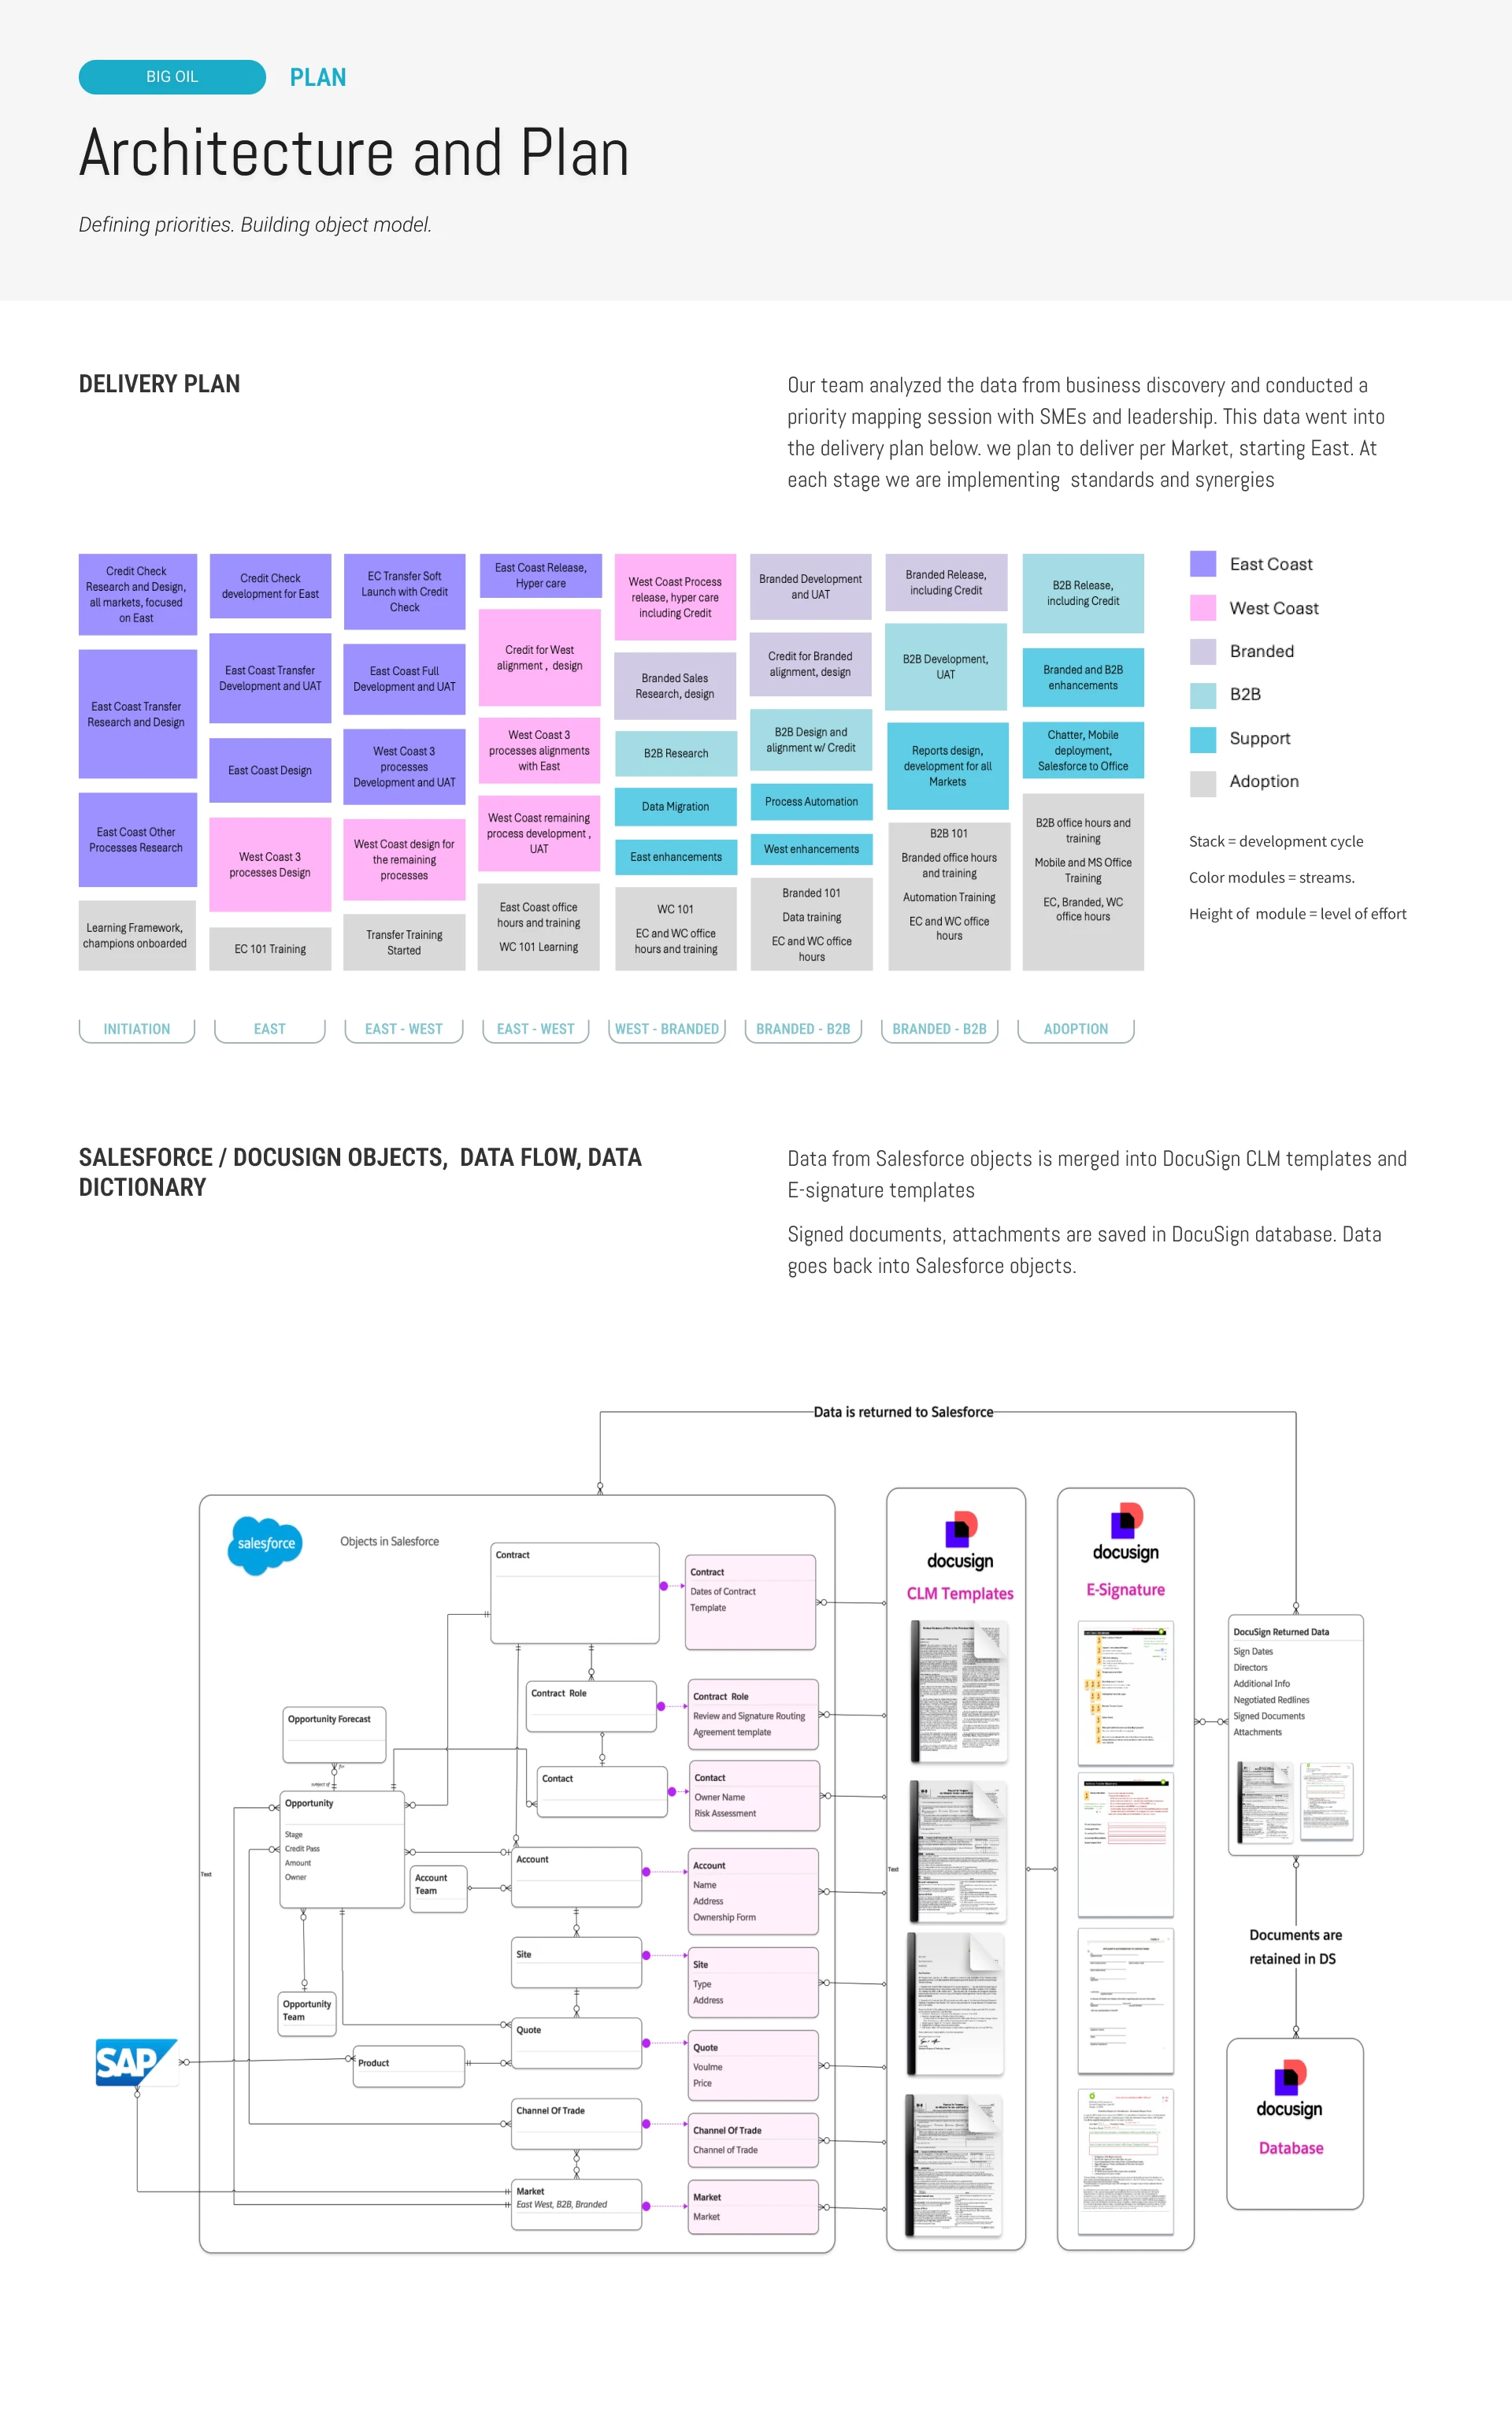 BIG OIL
PLAN
Architecture and Plan
Defining priorities. Building object model.
DELIVERY PLAN
Our team analyzed the data from business discovery and conducted a
priority mapping session with SMEs and leadership. This data went into
the delivery plan below. we plan to deliver per Market, starting East. At
each stage we are implementing  standards and synergies
Credit Check
Research and Design,
all markets, focused
on East
East Coast Transfer
Research and Design
East Coast Other
Processes Research
Learning Framework,
champions onboarded
INITIATION
Credit Check
development for East
East Coast Transfer
Development and UAT
East Coast Design
West Coast 3
processes Design
EC 101 Training
EAST
EC Transfer Soft
Launch with Credit
Check
East Coast Full
Development and UAT
West Coast 3
processes
Development and UAT
West Coast design for
the remaining
processes
Transfer Training
Started
EAST - WEST
East Coast Release,
Hyper care
Credit for West
alignment , design
West Coast 3
processes alignments
with East
West Coast remaining
process development ,
UAT
East Coast office
hours and training
WC 101 Learning
EAST - WEST
West Coast Process
release, hyper care
including Credit
Branded Sales
Research, design
B2B Research
Data Migration
East enhancements
WC 101
EC and WC office
hours and training
WEST - BRANDED
Branded Development
and UAT
Credit for Branded
alignment, design
B2B Design and
alignment w/ Credit
Process Automation
West enhancements
Branded 101
Data training
EC and WC office
hours
BRANDED - B2B
Branded Release,
including Credit
B2B Development,
UAT
Reports design,
development for all
Markets
B2B 101
Branded office hours
and training
Automation Training
EC and WC office
hours
BRANDED - B2B
B2B Release,
including Credit
Branded and B2B
enhancements
Chatter, Mobile
deployment,
Salesforce to Office
B2B office hours and
training
Mobile and MS Office
Training
EC, Branded, WC
office hours
ADOPTION
East Coast
West Coast
Branded
B2B
Support
Adoption
Stack = development cycle
Color modules = streams.
Height of  module = level of effort
SALESFORCE / DOCUSIGN OBJECTS,  DATA FLOW, DATA
DICTIONARY
Data from Salesforce objects is merged into DocuSign CLM templates and
E-signature templates
Signed documents, attachments are saved in DocuSign database. Data
goes back into Salesforce objects.
Data is returned to Salesforce
salesforce
Objects in Salesforce
Contract
Contract
Dates of Contract
Template
Contract Role
Contract Role
Review and Signature Routing
Agreement template
Opportunity Forecast
subject of
Contact
Contact
Owner Name
Risk Assessment
Opportunity
Stage
Credit Pass
Amount
Owner
Text
Account
Team
Account
Account
Name
Address
Ownership Form
Site
Site
Type
Address
Opportunity
Team
Quote
Quote
Voulme
Price
SAP
Product
Channel Of Trade
Channel Of Trade
Channel of Trade
Market
East West, B2B, Branded
Market
Market
docusign
CLM Templates
Text
docusign
E-Signature
DocuSign Returned Data
Sign Dates
Directors
Additional Info
Negotiated Redlines
Signed Documents
Attachments
Documents are
retained in DS
docusign
Database